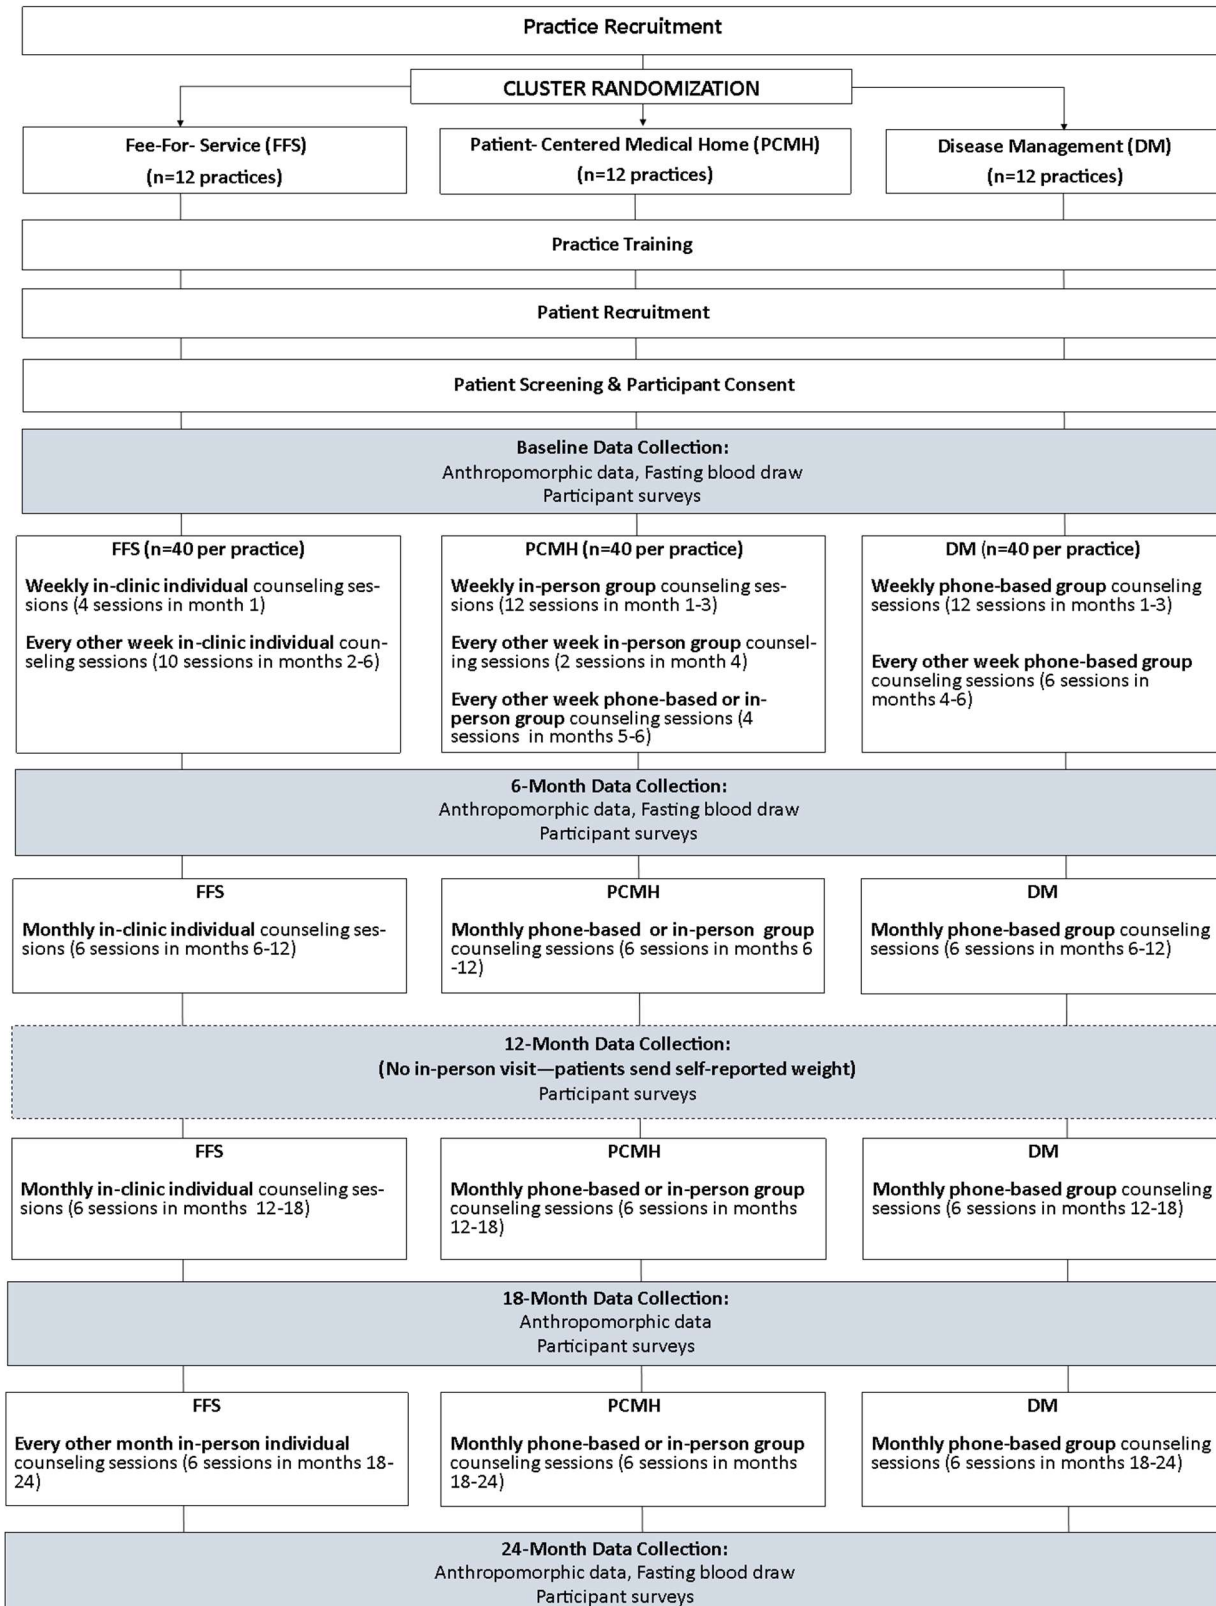 Practice Recruitment
CLUSTER RANDOMIZATION
Fee-For- Service (FFS)
(n=12 practices)
Patient- Centered Medical Home (PCMH)
(n=12 practices)
Disease Management (DM)
(n=12 practices)
Practice Training
Patient Recruitment
Patient Screening & Participant Consent
Baseline Data Collection:
Anthropomorphic data, Fasting blood draw
Participant surveys
FFS (n=40 per practice)
Weekly in-clinic individual counseling ses-
sions (4 sessions in month 1)
Every other week in-clinic individual coun-
seling sessions (10 sessions in months 2-6)
PCMH (n=40 per practice)
Weekly in-person group counseling ses-
sions (12 sessions in month 1-3)
Every other week in-person group counsel-
ing sessions (2 sessions in month 4)
Every other week phone-based or in-
person group counseling sessions (4
sessions in months 5-6)
DM (n=40 per practice)
Weekly phone-based group counseling
sessions (12 sessions in months 1-3)
Every other week phone-based group
counseling sessions (6 sessions in
months 4-6)
6-Month Data Collection:
Anthropomorphic data, Fasting blood draw
Participant surveys
FFS
Monthly in-clinic individual counseling ses-
sions (6 sessions in months 6-12)
PCMH
Monthly phone-based or in-person group
counseling sessions (6 sessions in months 6
-12)
DM
Monthly phone-based group counseling
sessions (6 sessions in months 6-12)
12-Month Data Collection:
(No in-person visit—patients send self-reported weight)
Participant surveys
FFS
Monthly in-clinic individual counseling ses-
sions (6 sessions in months 12-18)
PCMH
Monthly phone-based or in-person group
counseling sessions (6 sessions in months
12-18)
DM
Monthly phone-based group counseling
sessions (6 sessions in months 12-18)
18-Month Data Collection:
Anthropomorphic data
Participant surveys
FFS
Every other month in-person individual
counseling sessions (6 sessions in months 18-
24)
PCMH
Monthly phone-based or in-person group
counseling sessions (6 sessions in months
18-24)
DM
Monthly phone-based group counseling
sessions (6 sessions in months 18-24)
24-Month Data Collection:
Anthropomorphic data, Fasting blood draw
Participant surveys